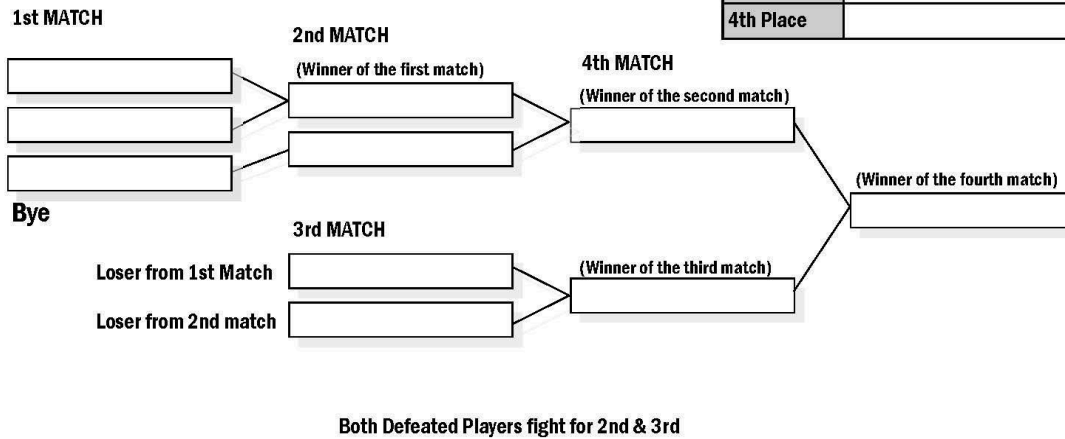 1st MATCH
4th Place
2nd MATCH
(Winner of the first match)
4th MATCH
(Winner of the second match)
(Winner of the fourth match)
Bye
3rd MATCH
Loser from 1st Match
(Winner of the third match)
Loser from 2nd match
Both Defeated Players fight for 2nd & 3rd